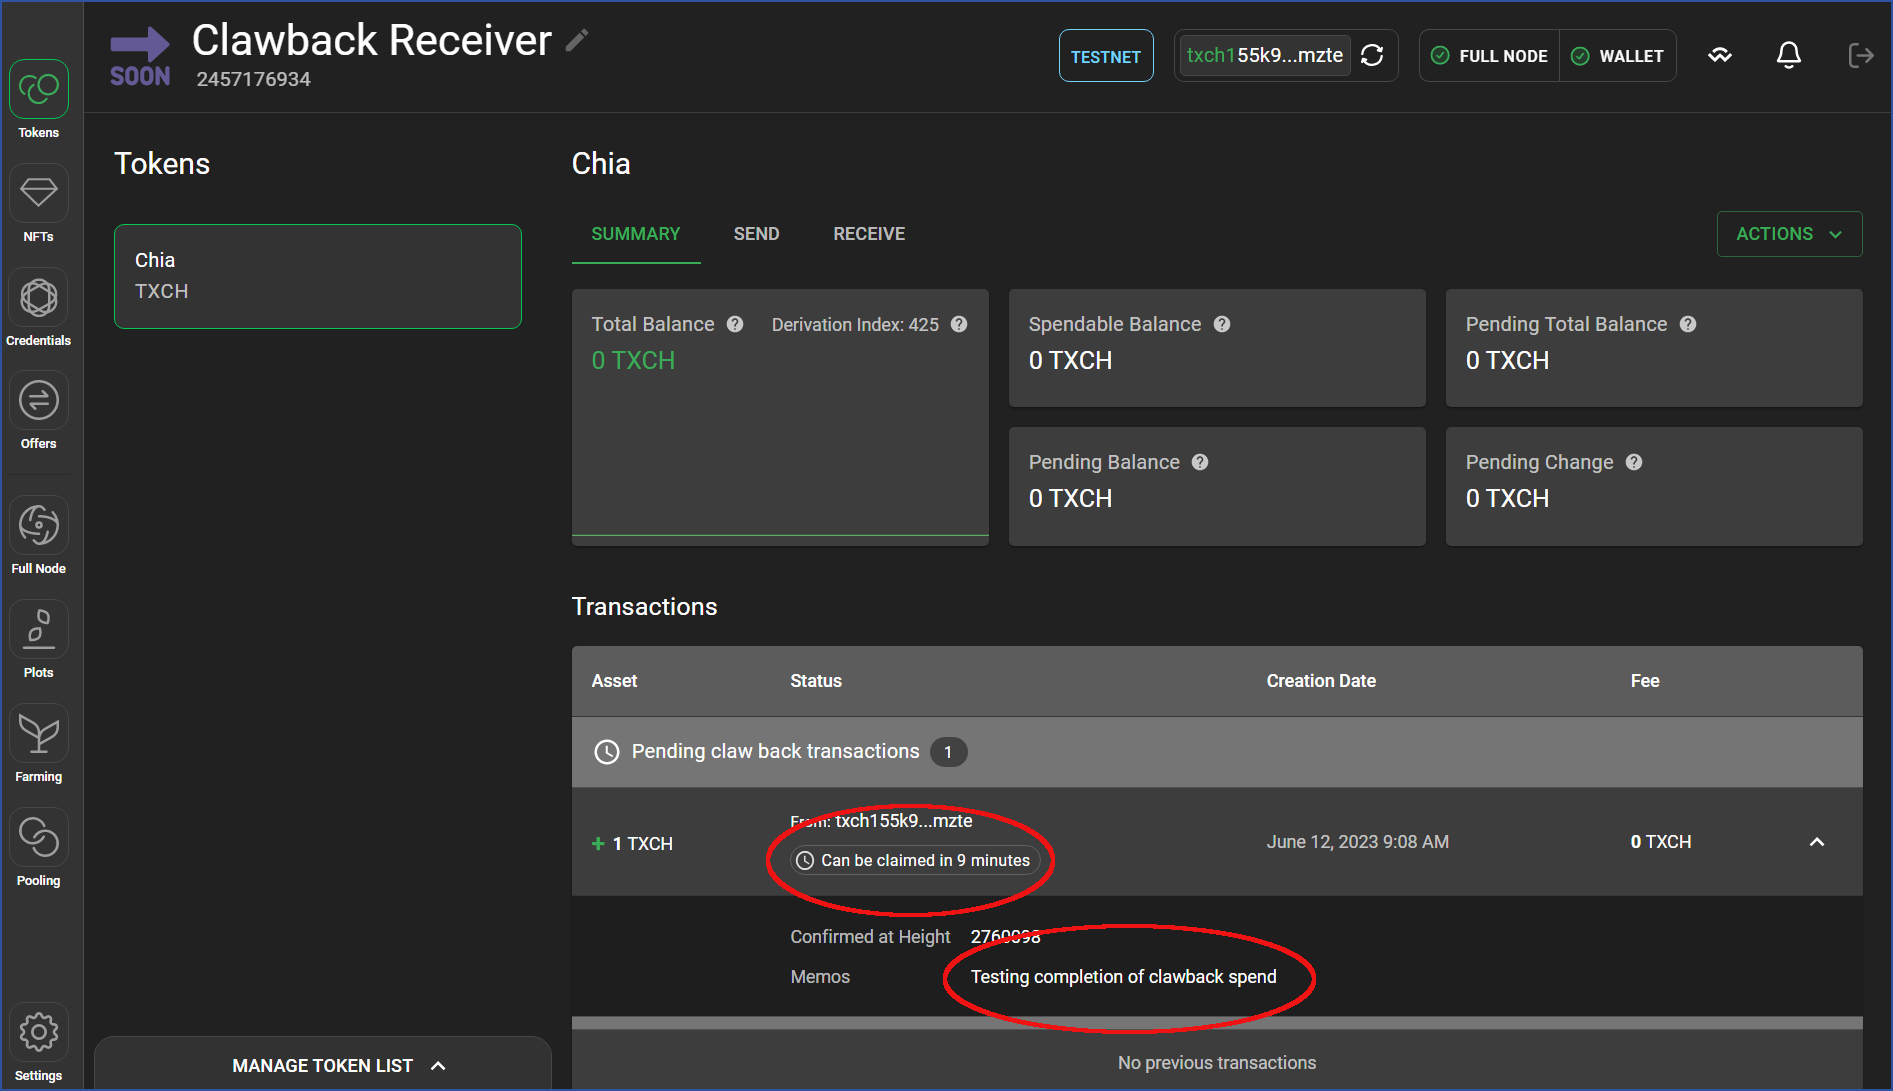 SOON
Clawback Receiver
2457176934
TESTNET
txch155k9...mzte
FULL NODE
WALLET
Tokens
NFTs
Credentials
Offers
Full Node
Plots
Farming
Pooling
Settings
Tokens
Chia
TXCH
MANAGE TOKEN LIST
Chia
SUMMARY SEND RECEIVE
ACTIONS
Total Balance
Derivation Index: 425
0 TXCH
Spendable Balance
0 TXCH
Pending Total Balance
0 TXCH
Pending Balance
0 TXCH
Pending Change
0 TXCH
Transactions
Asset Status Creation Date Fee
Pending claw back transactions 1
+ 1 TXCH
From: txch155k9...mzte
Can be claimed in 9 minutes
June 12, 2023 9:08 AM
0 TXCH
Confirmed at Height 2760098
Memos Testing completion of clawback spend
No previous transactions